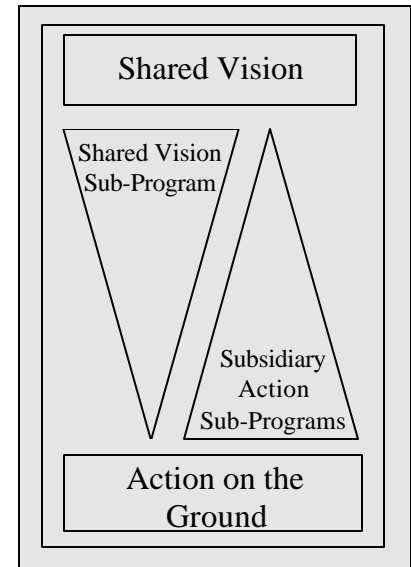 Shared Vision
Shared Vision
Sub-Program
Subsidiary
Action
Sub-Programs
Action on the
Ground